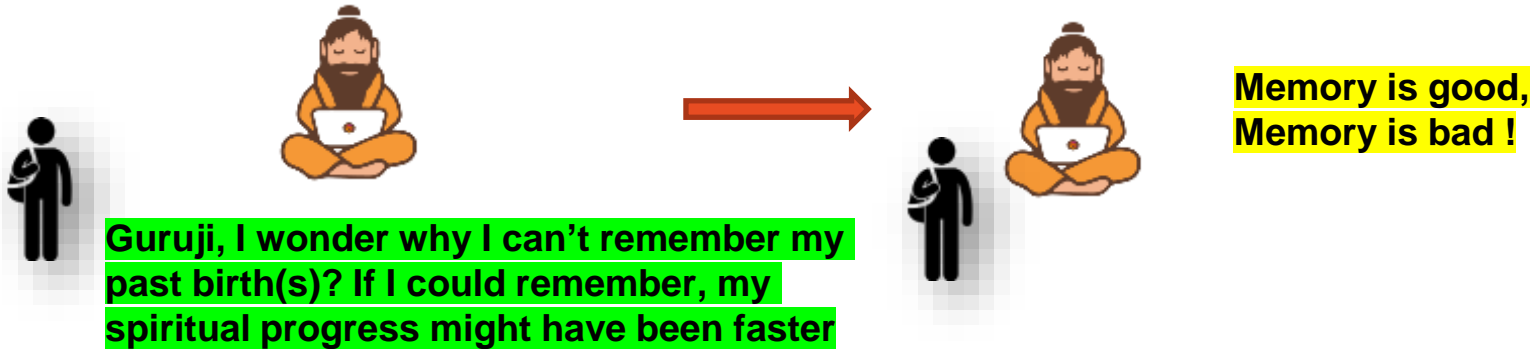 Guruji, I wonder why I can’t remember my
past birth(s)? If I could remember, my
spiritual progress might have been faster
Memory is good,
Memory is bad !